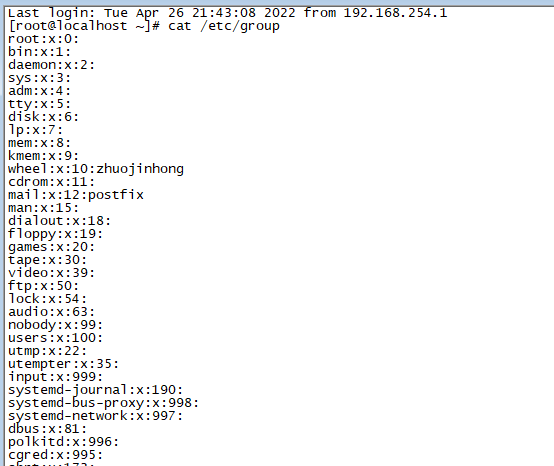 Last login: Tue Apr 26 21:43:08 2022 from 192.168.254.1
[root@localhost ~]# cat /etc/group
root:x:0:
bin:x:1:
daemon:x:2:
sys:x:3:
adm:x:4:
tty:x:5:
disk:x:6:
lp:x:7:
mem:x:8:
kmem:x:9:
wheel:x:10:zhuojinhong
cdrom:x:11:
mail:x:12:postfix
man:x:15:
dialout:x:18:
floppy:x:19:
games:x:20:
tape:x:30:
video:x:39:
ftp:x:50:
lock:x:54:
audio:x:63:
nobody:x:99:
users:x:100:
utmp:x:22:
utempter:x:35:
input:x:999:
systemd-journal:x:190:
systemd-bus-proxy:x:998:
systemd-network:x:997:
dbus:x:81:
polkitd:x:996:
cgred:x:995: